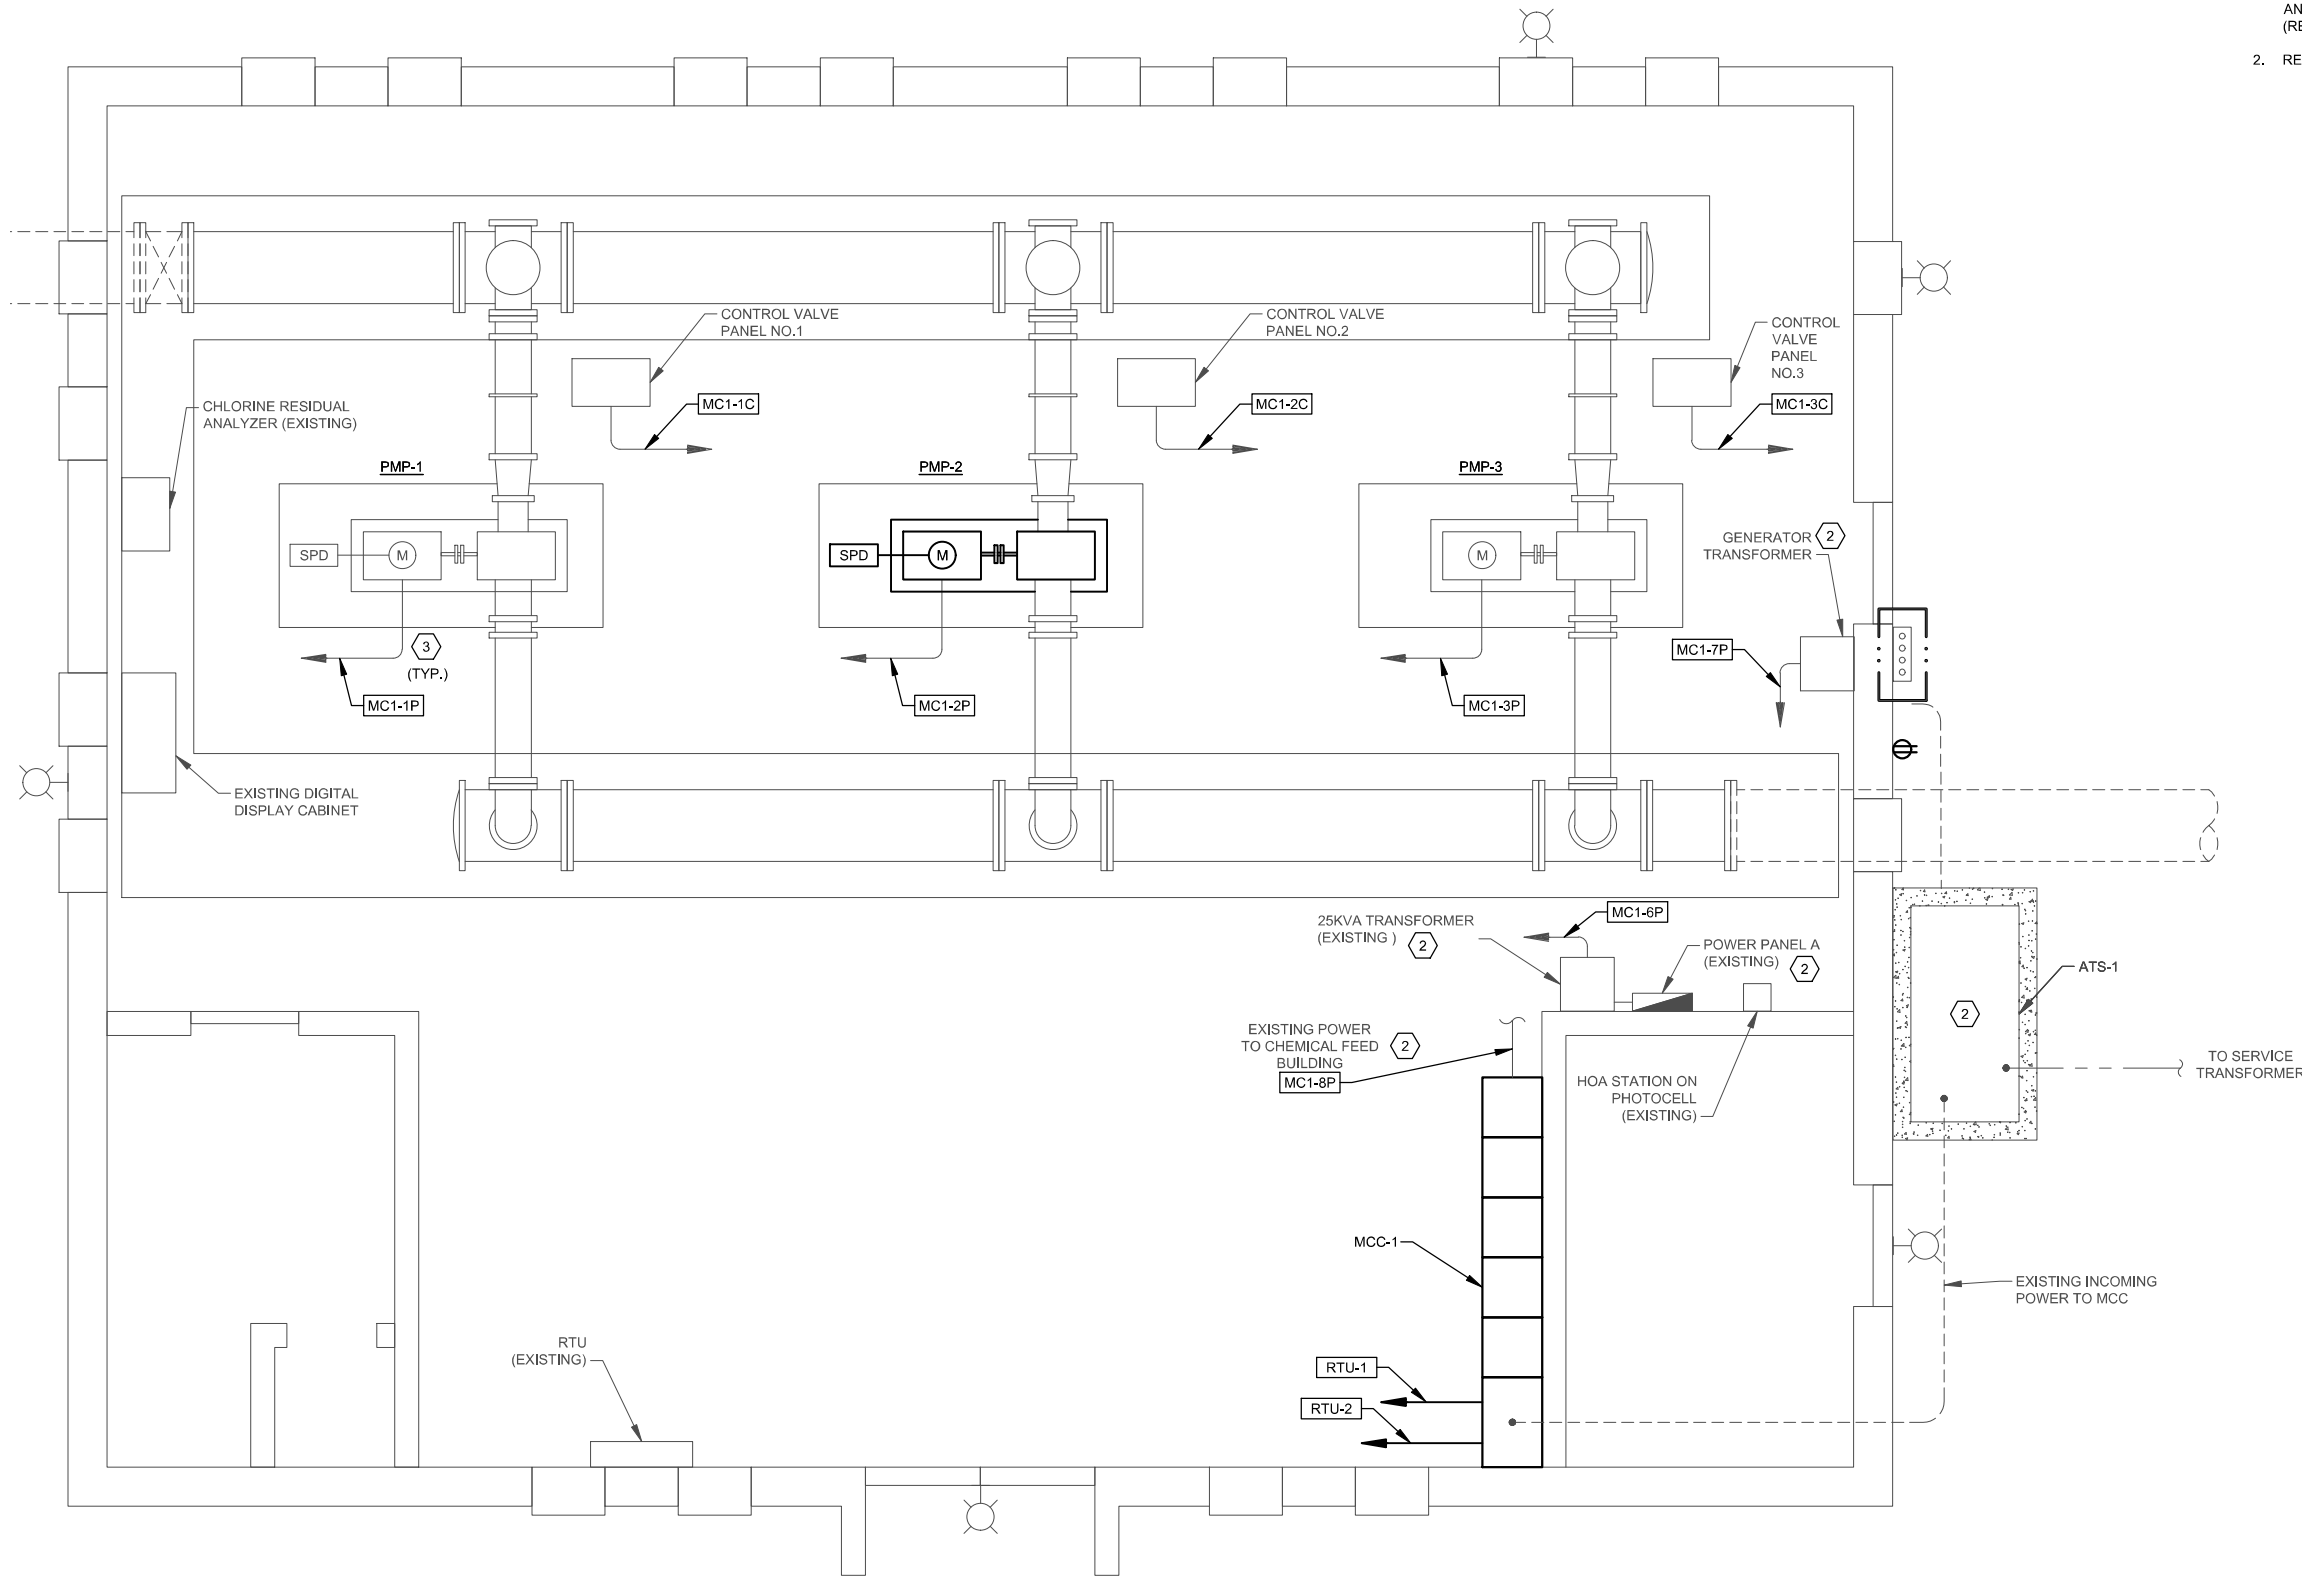 2. RE
CONTROL VALVE
PANEL NO.1
CONTROL VALVE
PANEL NO.2
CONTROL
VALVE
PANEL
NO.3
MC1-1C
MC1-2C
MC1-3C
CHLORINE RESIDUAL
ANALYZER (EXISTING)
PMP-1
PMP-2
PMP-3
SPD
M
SPD
M
M
GENERATOR
TRANSFORMER
2
3
(TYP.)
MC1-7P
MC1-1P
MC1-2P
MC1-3P
EXISTING DIGITAL
DISPLAY CABINET
25KVA TRANSFORMER
(EXISTING )
2
MC1-6P
POWER PANEL A
(EXISTING)
2
ATS-1
2
EXISTING POWER
TO CHEMICAL FEED
BUILDING
2
MC1-8P
HOA STATION ON
PHOTOCELL
(EXISTING)
TO SERVICE
TRANSFORMER
MCC-1
EXISTING INCOMING
POWER TO MCC
RTU
(EXISTING)
RTU-1
RTU-2